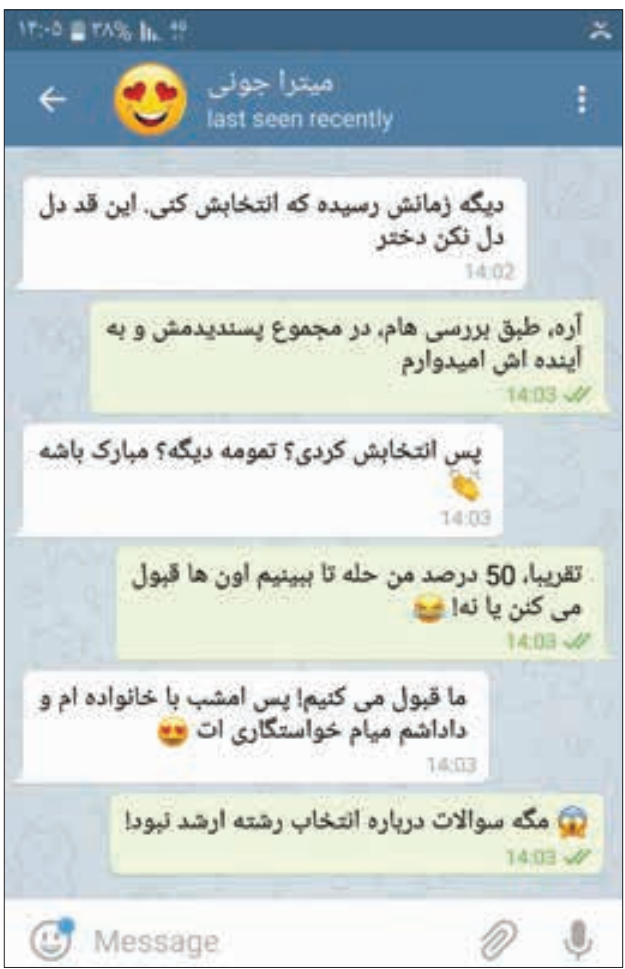 ۱۴:۰۵ ۳۸% 4G
میترا جونی
last seen recently
دیگه زمانش رسیده که انتخابش کنی. این قد دل
دل نکن دختر
14:02
آره، طبق بررسی هام، در مجموع پسندیدمش و به
آینده اش امیدوارم
14:03
پس انتخابش کردی؟ تمومه دیگه؟ مبارک باشه
14:03
تقریبا، 50 درصد من حله تا ببینیم اون ها قبول
می کنن یا نه!
14:03
ما قبول می کنیم! پس امشب با خانواده ام و
داداشم میام خواستگاری ات
14:03
مگه سوالات درباره انتخاب رشته ارشد نبود!
14:03
Message